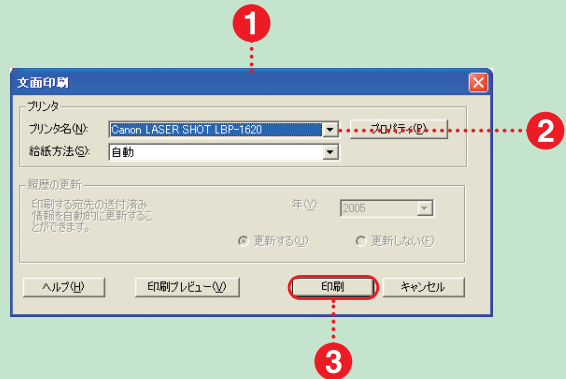 1
文面印刷
プリンタ
プリンタ名(N): Canon LASER SHOT LBP-1620 プロパティ(P) 2
給紙方法(S): 自動
履歴の更新
印刷する宛先の送付済み 年(Y): 2005
情報を自動的に更新するこ
とができます。
更新する(U) 更新しない(F)
ヘルプ(H) 印刷プレビュー(V) 印刷 キャンセル
3